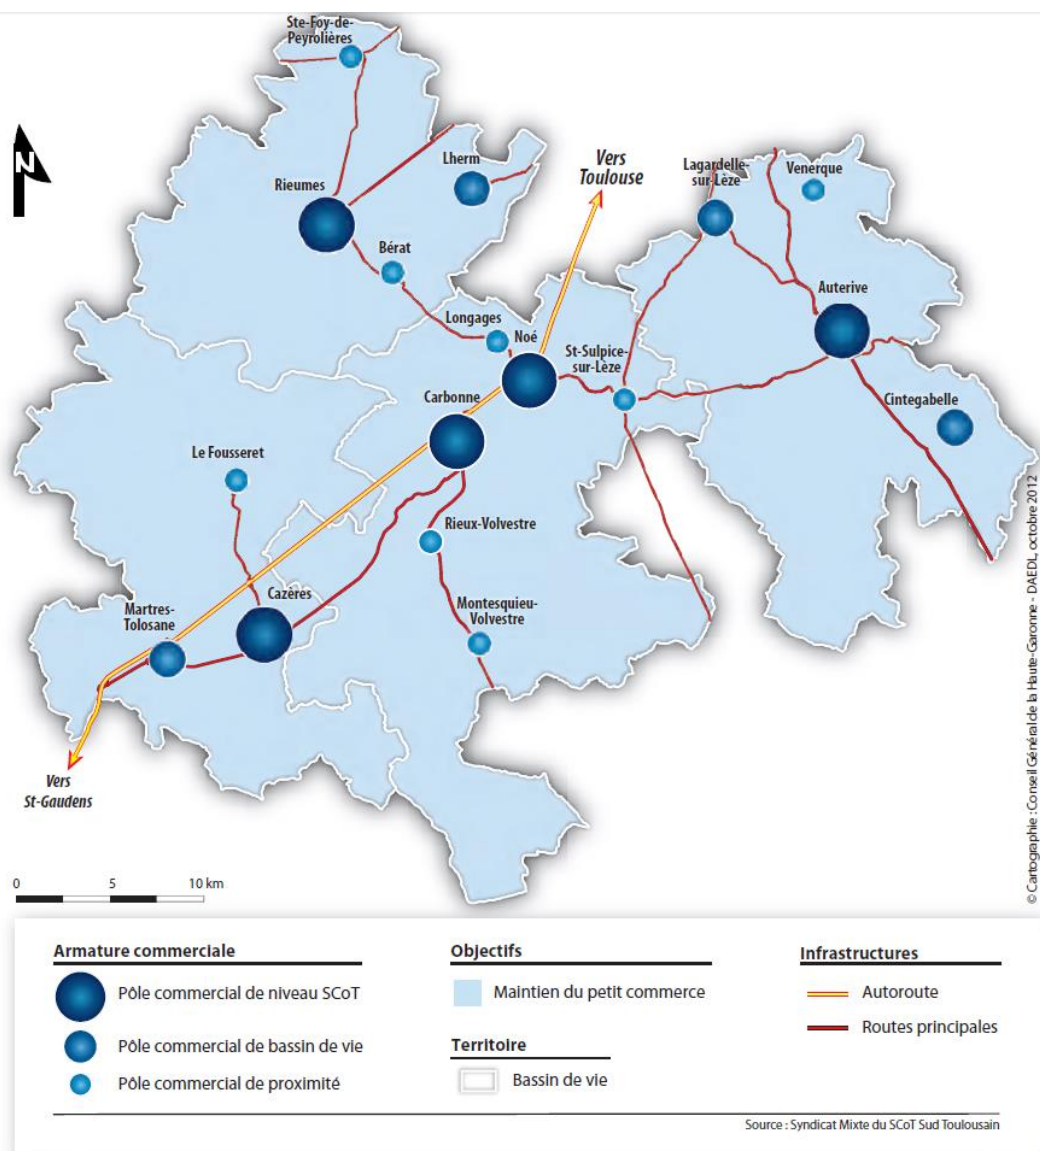 Ste-Foy-de-
Peyrolières
N
Lherm
Vers
Toulouse
Lagardelle-
sur-Lèze
Venerque
Rieumes
Bérat
Auterive
Longages
Noé
St-Sulpice-
sur-Lèze
Carbonne
Cintegabelle
Le Fousseret
Rieux-Volvestre
Cazères
Martres-
Tolosane
Montesquieu-
Volvestre
Vers
St-Gaudens
0 5 10 km
© Cartographie : Conseil Général de la Haute-Garonne - DAEDL, octobre 2012
Armature commerciale
Pôle commercial de niveau SCoT
Pôle commercial de bassin de vie
Pôle commercial de proximité
Objectifs
Maintien du petit commerce
Territoire
Bassin de vie
Infrastructures
Autoroute
Routes principales
Source : Syndicat Mixte du SCoT Sud Toulousain